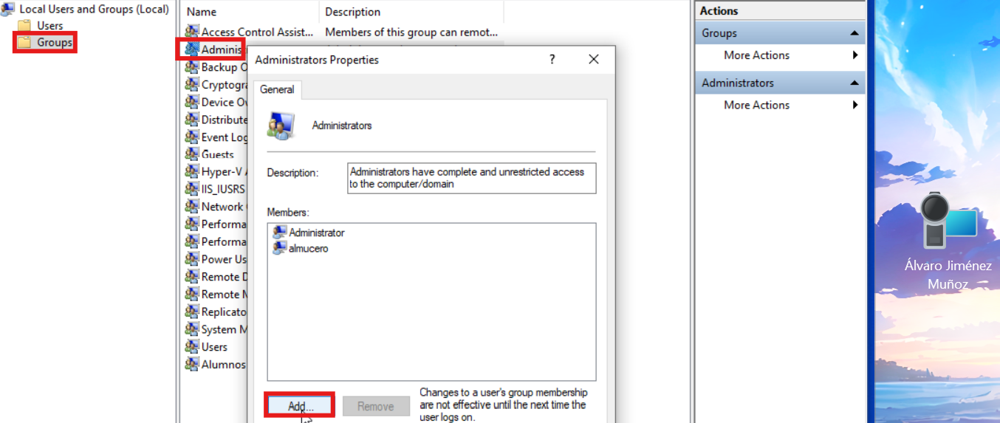 Local Users and Groups (Local)
Users
Groups
Name
Description
Access Control Assist...
Members of this group can remot...
Adminis
Backup O
Cryptogra
Device Ow
Distribute
Event Log
Guests
Hyper-V A
IIS_IUSRS
Network
Performa
Performa
Power Us
Remote D
Remote M
Replicato
System M
Users
Alumnos
Administrators Properties
?
General
Administrators
Description:
Administrators have complete and unrestricted access
to the computer/domain
Members:
Administrator
almucero
Add...
Remove
Changes to a user's group membership
are not effective until the next time the
user logs on.
Actions
Groups
More Actions
Administrators
More Actions
Álvaro Jiménez
Muñoz